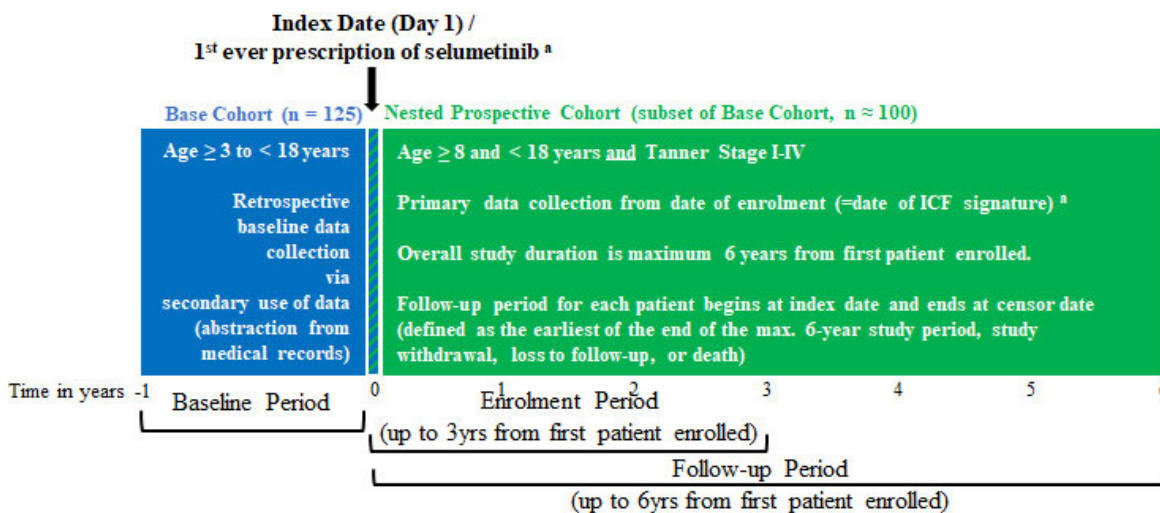 Index Date (Day 1) /
1st ever prescription of selumetinib a
Base Cohort (n = 125)
Nested Prospective Cohort (subset of Base Cohort, n ≈ 100)
Age ≥ 3 to < 18 years
Retrospective
baseline data
collection
via
secondary use of data
(abstraction from
medical records)
Age ≥ 8 and < 18 years and Tanner Stage I-IV
Primary data collection from date of enrolment (=date of ICF signature) a
Overall study duration is maximum 6 years from first patient enrolled.
Follow-up period for each patient begins at index date and ends at censor date
(defined as the earliest of the end of the max. 6-year study period, study
withdrawal, loss to follow-up, or death)
Time in years -1 0 1 2 3 4 5
Baseline Period
Enrolment Period
(up to 3yrs from first patient enrolled)
Follow-up Period
(up to 6yrs from first patient enrolled)